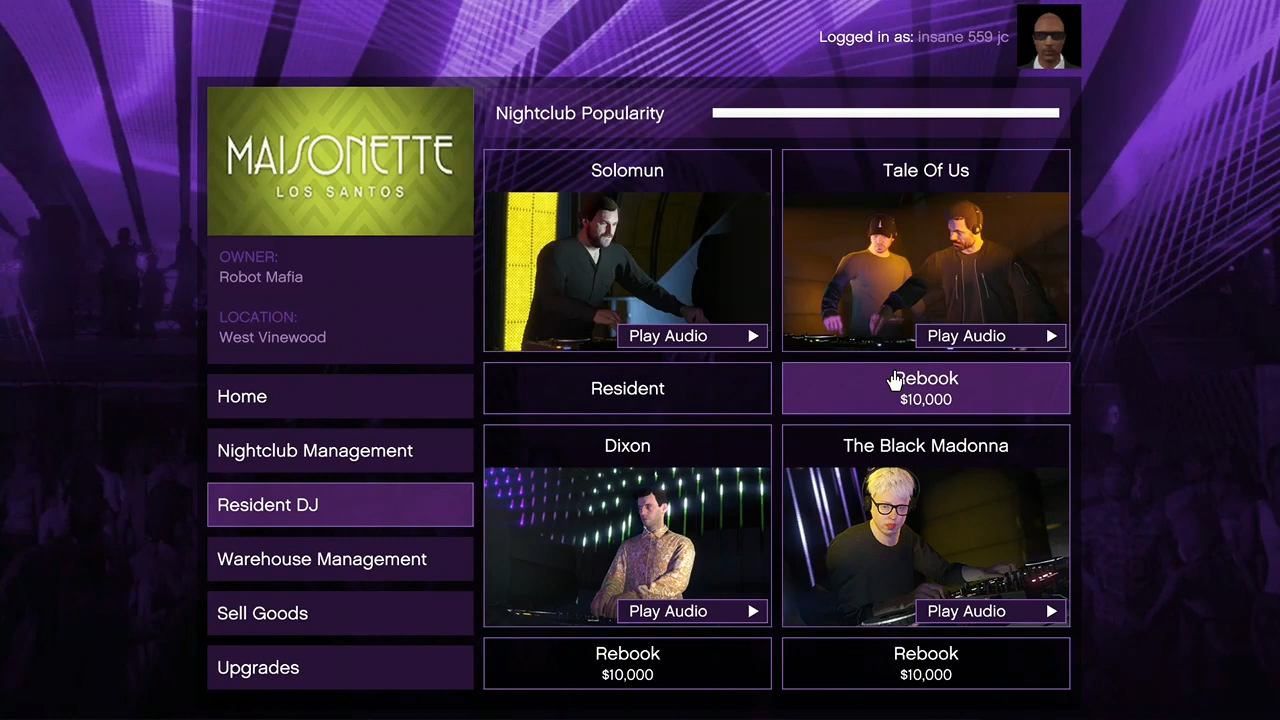 Logged in as: insane 559 jc
MAISONETTE
LOS SANTOS
OWNER:
Robot Mafia
LOCATION:
West Vinewood
Home
Nightclub Management
Resident DJ
Warehouse Management
Sell Goods
Upgrades
Nightclub Popularity
Solomun
Play Audio
Resident
Tale Of Us
Play Audio
Rebook
$10,000
Dixon
Play Audio
Rebook
$10,000
The Black Madonna
Play Audio
Rebook
$10,000